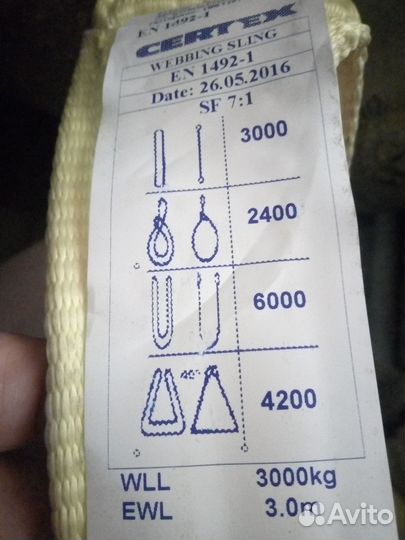 EN 1492-1
CERTEX
WEBBING SLING
EN 1492-1
Date: 26.05.2016
SF 7:1
3000
2400
6000
4200
WLL 3000kg
EWL 3.0m
Avito